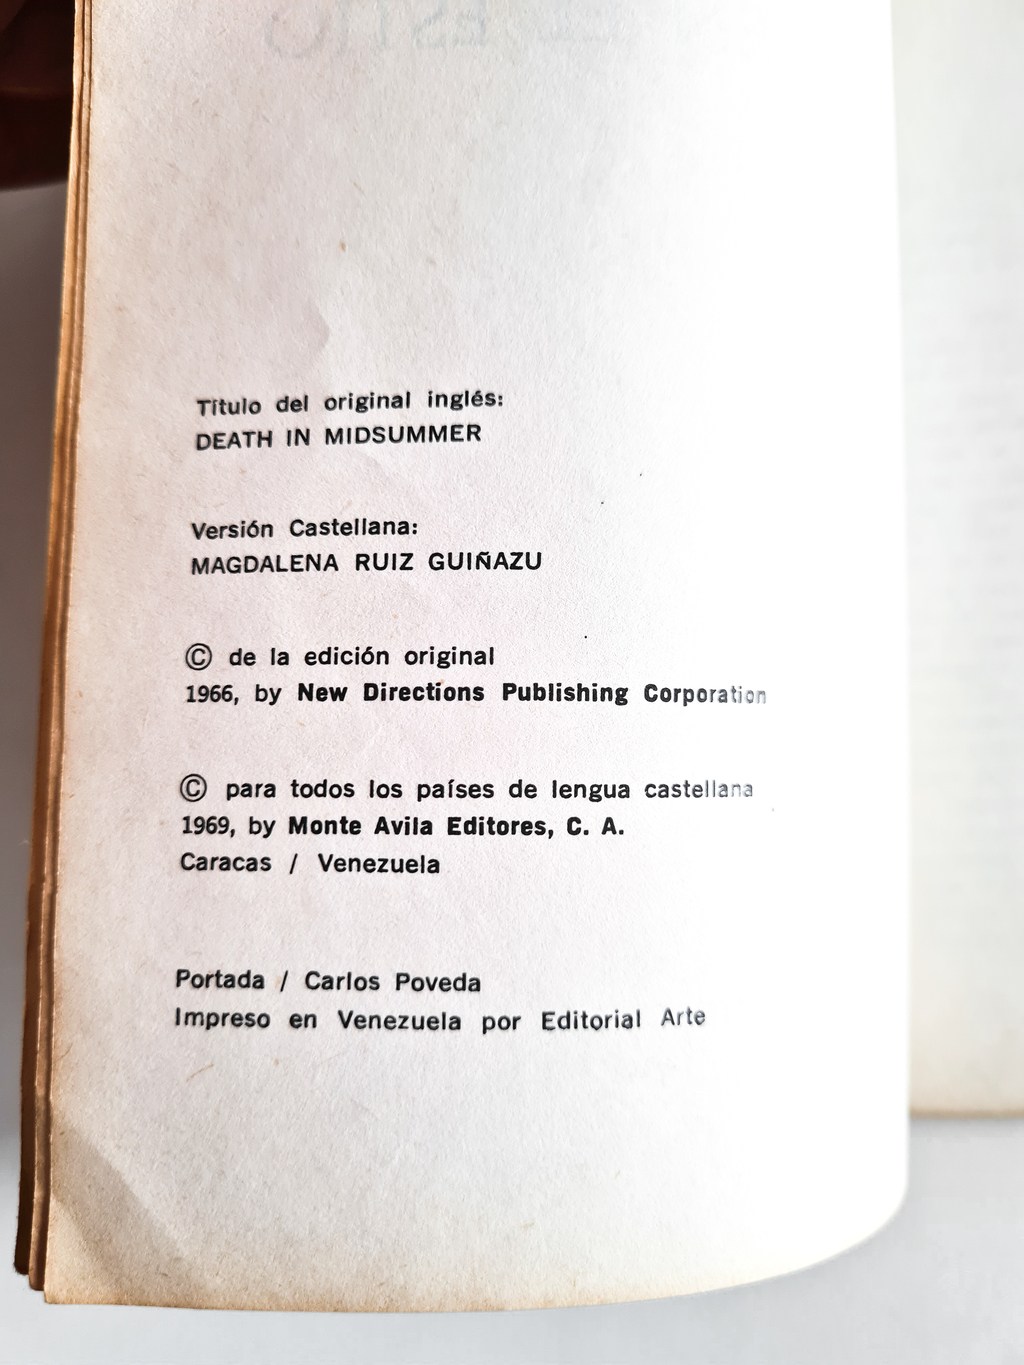 Título del original inglés:
DEATH IN MIDSUMMER
Versión Castellana:
MAGDALENA RUIZ GUIÑAZU
© de la edición original
1966, by New Directions Publishing Corporation
© para todos los países de lengua castellana
1969, by Monte Avila Editores, C. A.
Caracas / Venezuela
Portada / Carlos Poveda
Impreso en Venezuela por Editorial Arte